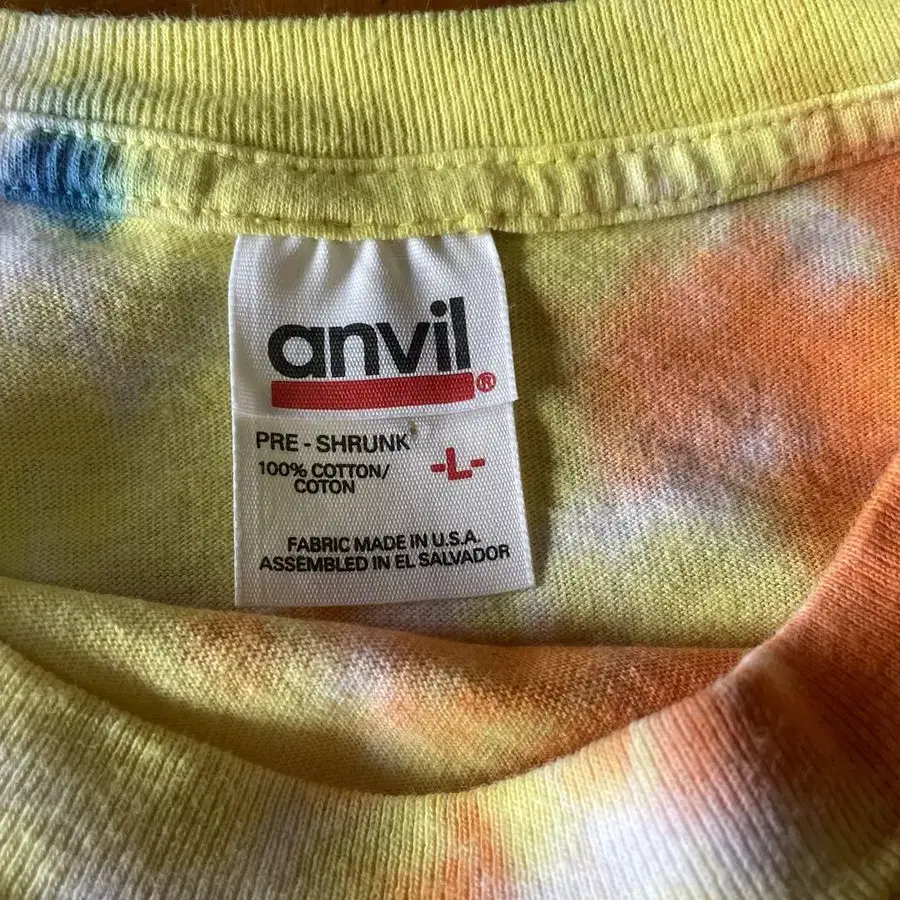 anvil®
PRE - SHRUNK
100% COTTON/
COTON
-L-
FABRIC MADE IN U.S.A.
ASSEMBLED IN EL SALVADOR